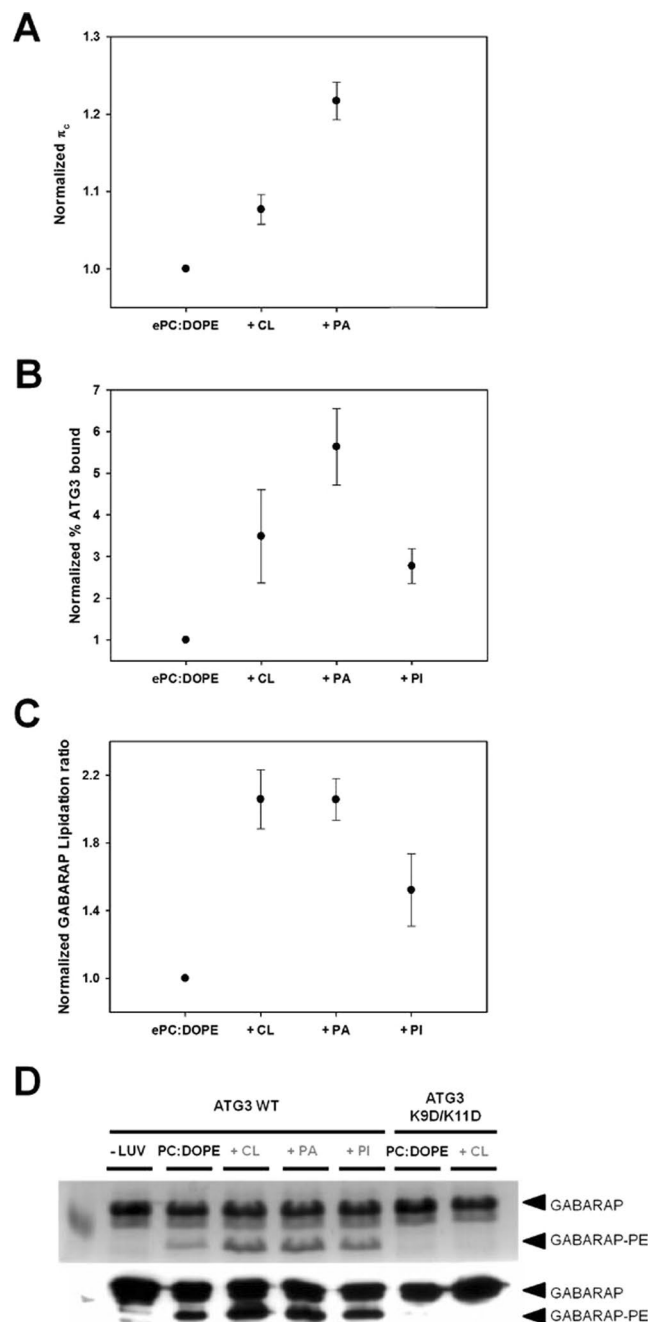 A
Normalized πc
1.3
1.2
1.1
1.0
ePC:DOPE + CL + PA
B
Normalized % ATG3 bound
7
6
5
4
3
2
1
ePC:DOPE + CL + PA + PI
C
Normalized GABARAP Lipidation ratio
2.2
1.8
1.4
1.0
ePC:DOPE + CL + PA + PI
D
ATG3 WT
ATG3
K9D/K11D
- LUV PC:DOPE + CL + PA + PI PC:DOPE + CL
GABARAP
GABARAP-PE
GABARAP
GABARAP-PE